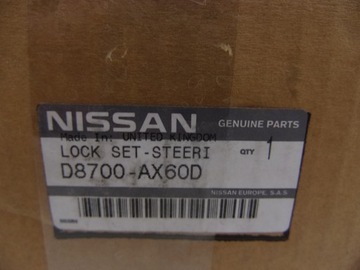 NISSAN GENUINE PARTS
Made In: UNITED KINGDOM
LOCK SET-STEERI QTY 1
D8700-AX60D
NISSAN EUROPE, S.A.S.